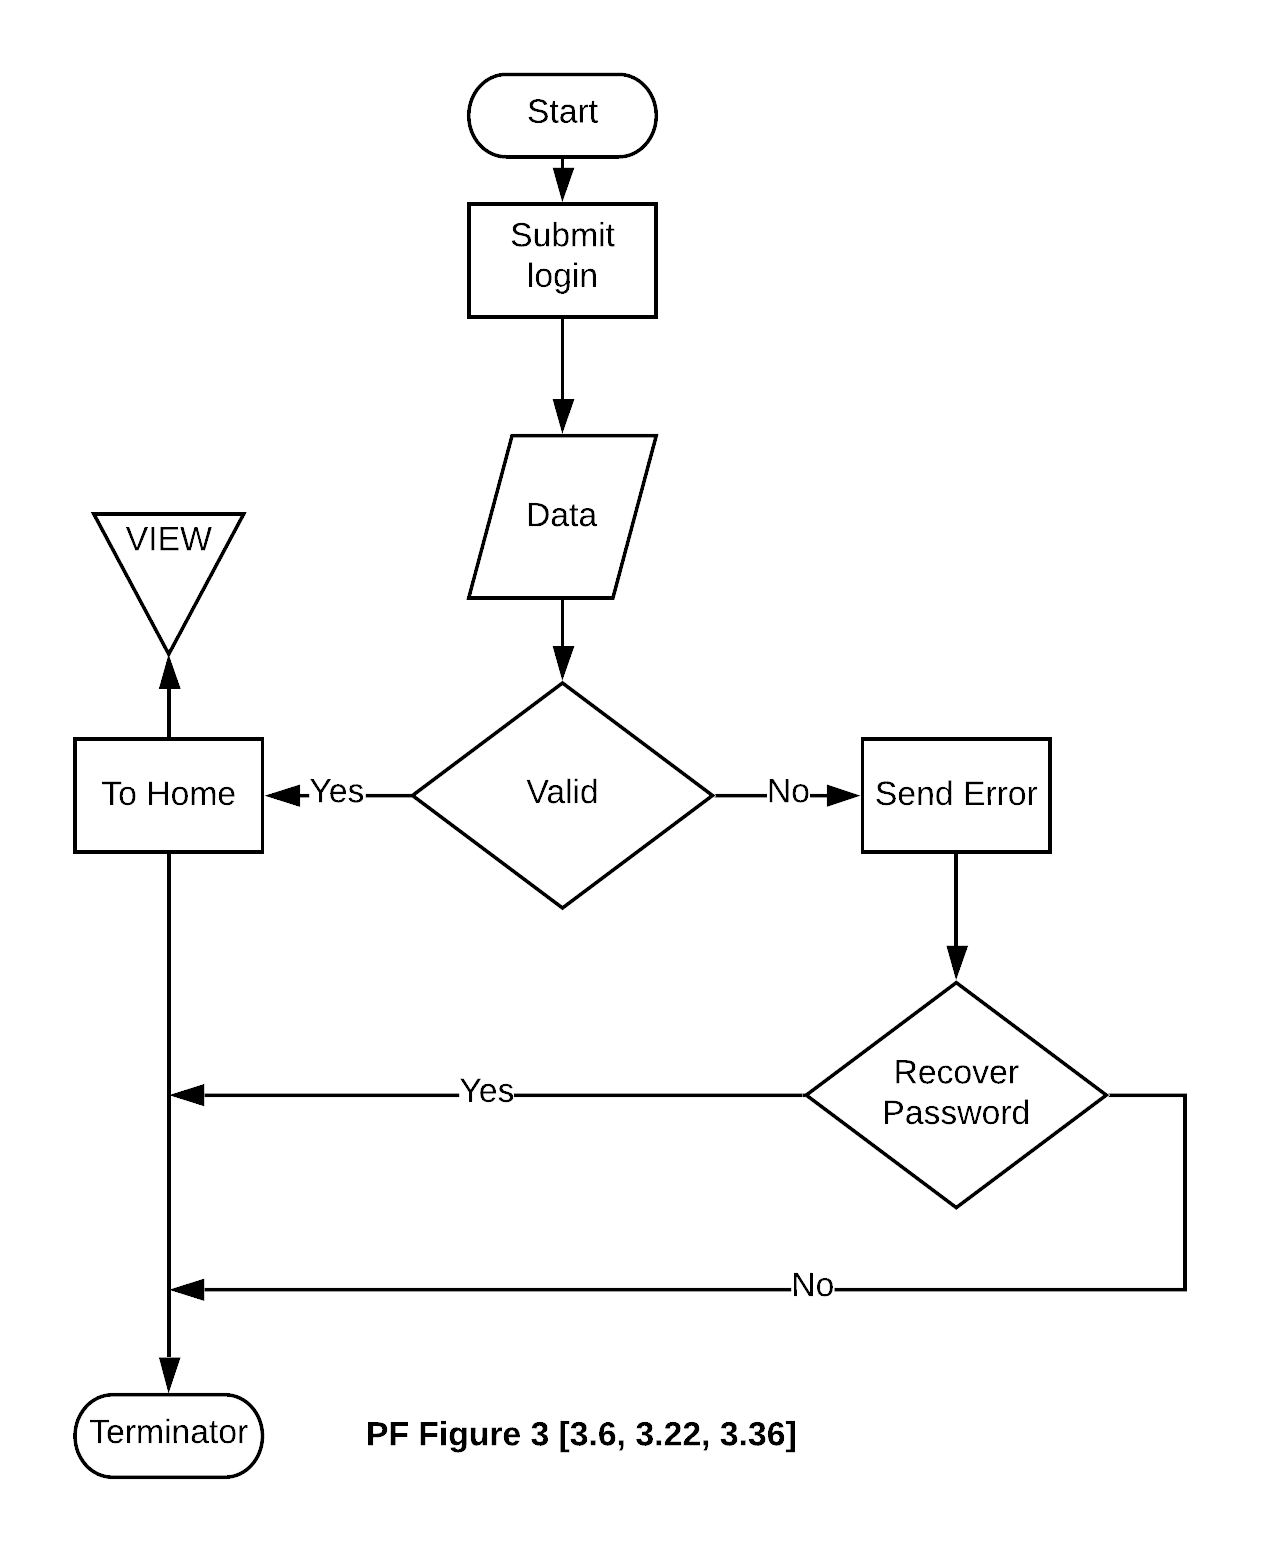 Start
Submit
login
Data
VIEW
To Home
Yes
Valid
No
Send Error
Recover
Password
Yes
No
Terminator
PF Figure 3 [3.6, 3.22, 3.36]